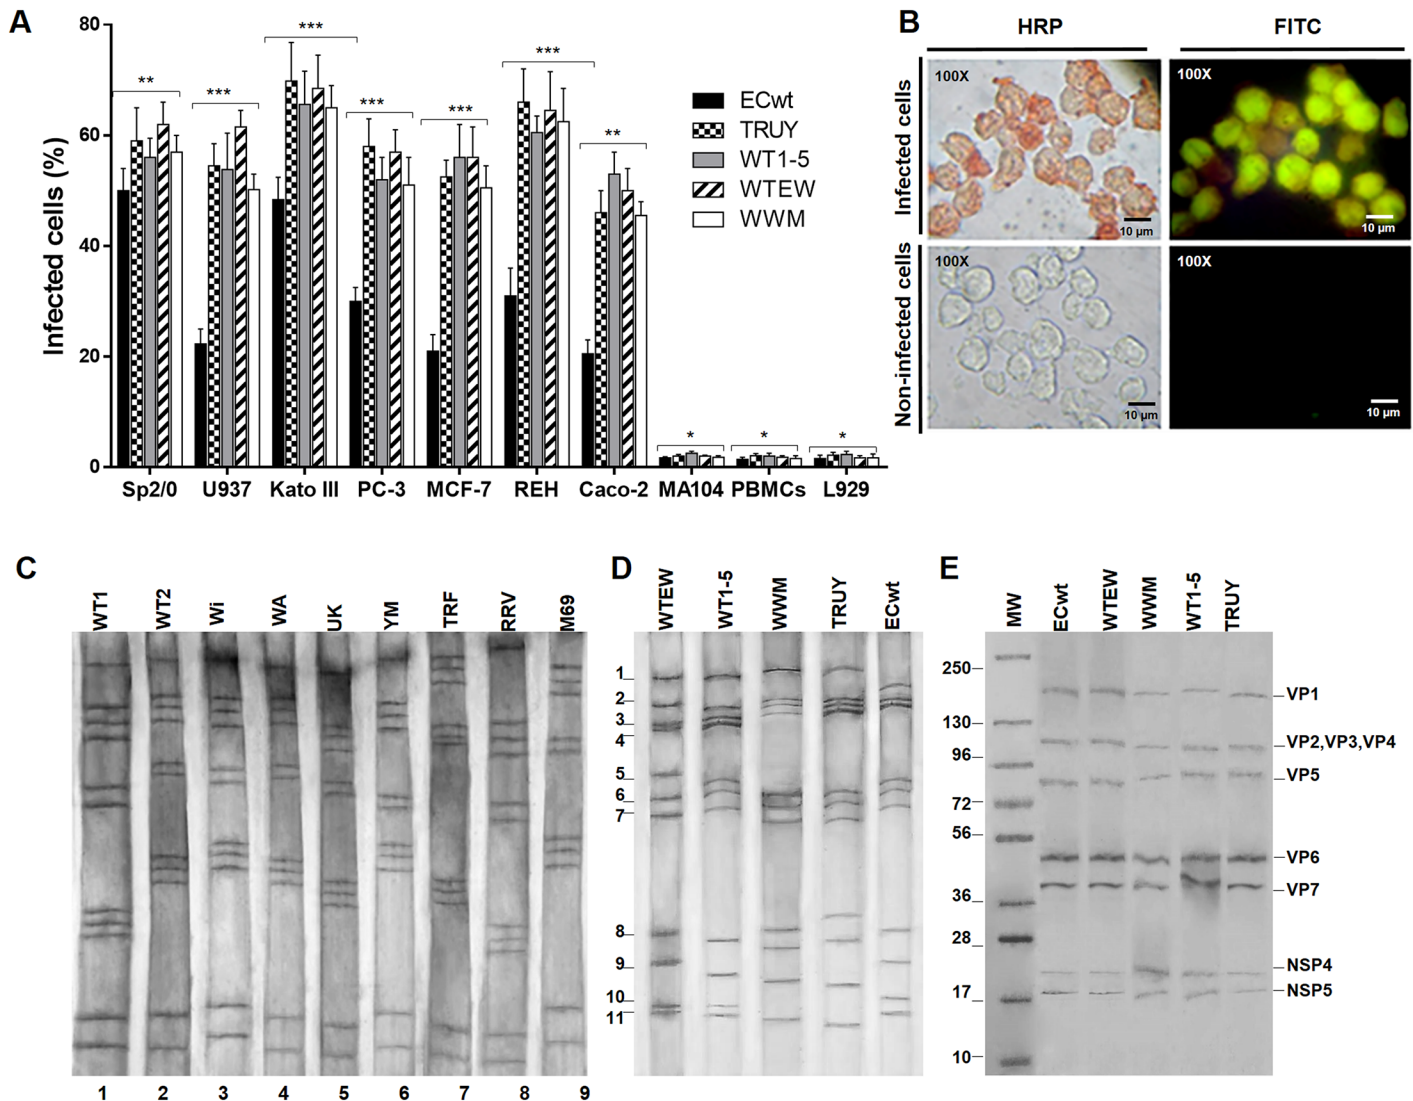 A
Infected cells (%)
80
60
40
20
0
**
***
***
***
***
***
**
*
*
*
Sp2/0 U937 Kato III PC-3 MCF-7 REH Caco-2 MA104 PBMCs L929
ECwt
TRUY
WT1-5
WTEW
WWM
B
HRP FITC
Infected cells
Non-infected cells
100X
10 µm
100X
10 µm
100X
10 µm
100X
10 µm
C
WT1 WT2 Wi WA UK YM TRF RRV M69
1 2 3 4 5 6 7 8 9
D
WTEW WT1-5 WWM TRUY ECwt
1
2
3
4
5
6
7
8
9
10
11
E
MW ECwt WTEW WWM WT1-5 TRUY
250
130
96
72
56
36
28
17
10
VP1
VP2,VP3,VP4
VP5
VP6
VP7
NSP4
NSP5